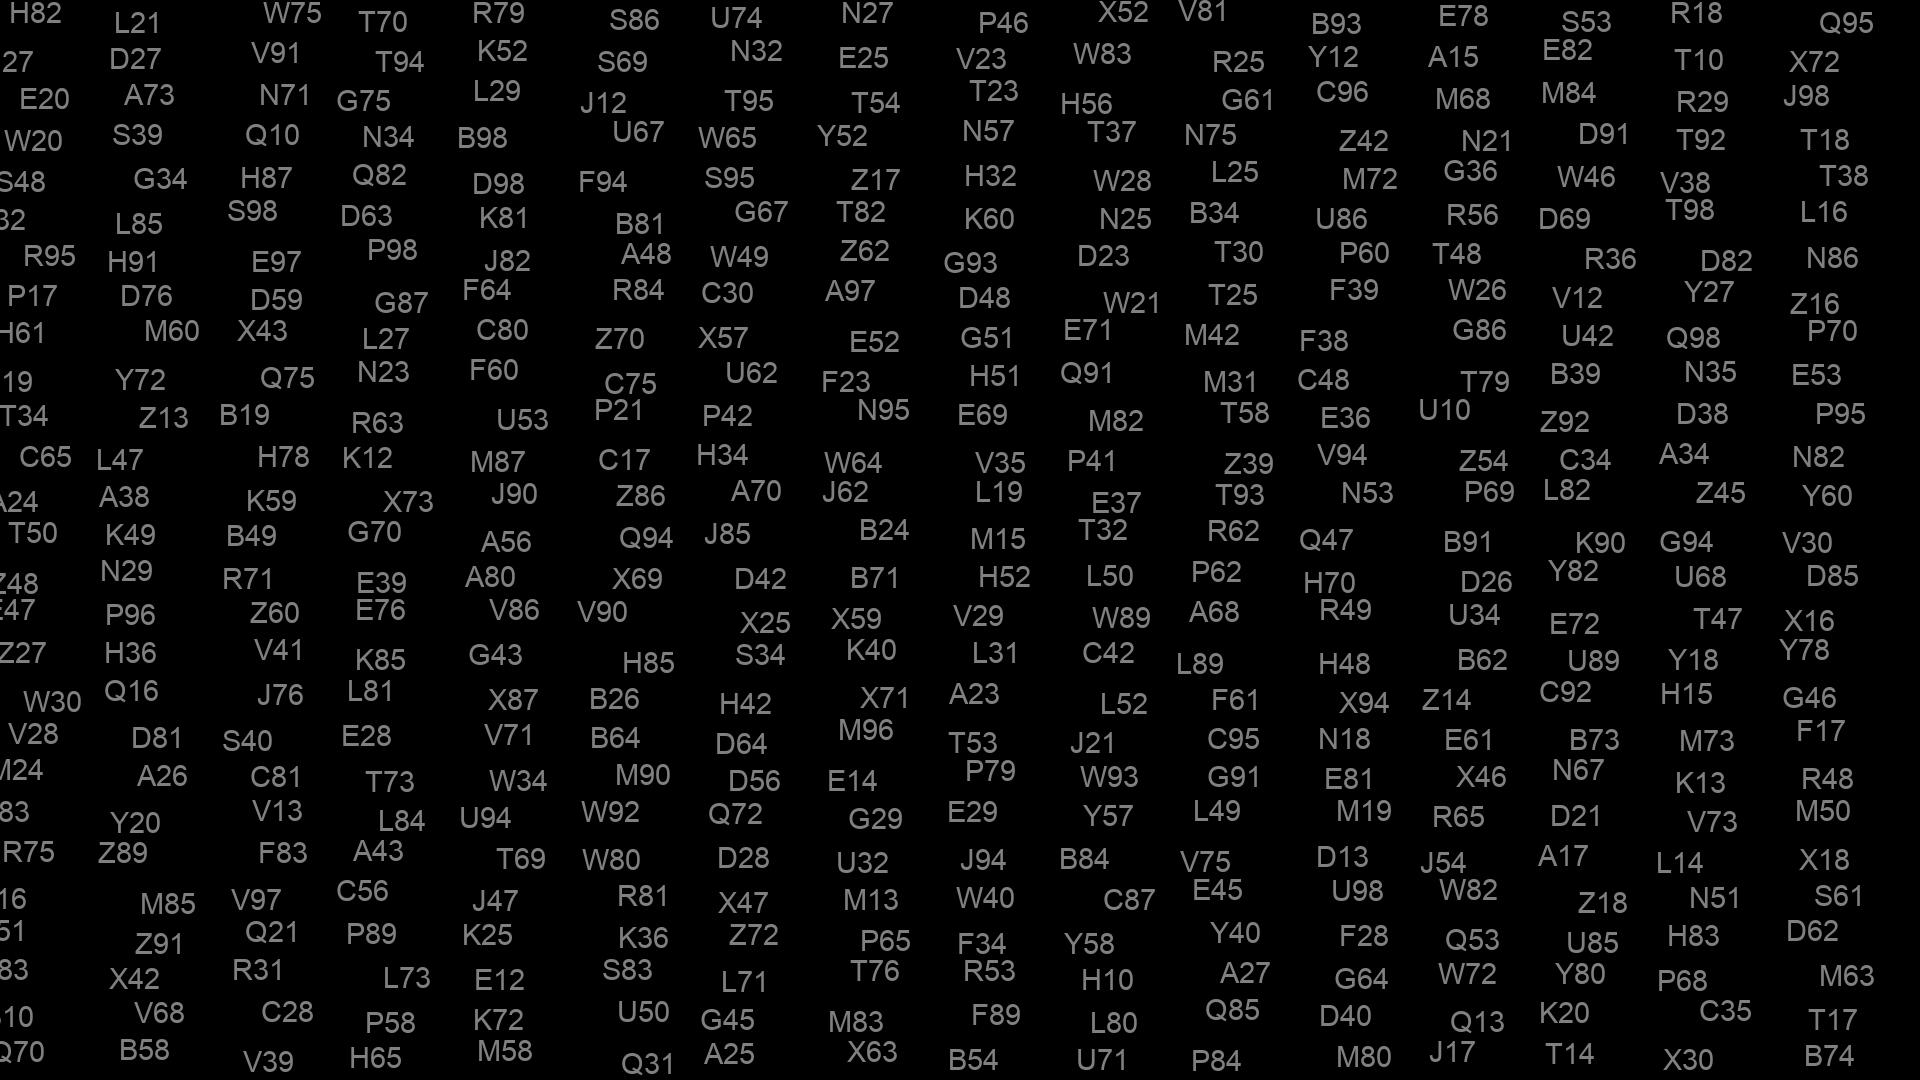 H82 L21 W75 T70 R79 S86 U74 N27 P46 X52 V81 B93 E78 S53 R18 Q95
27 D27 V91 T94 K52 S69 N32 E25 V23 W83 R25 Y12 A15 E82 T10 X72
E20 A73 N71 G75 L29 J12 T95 T54 T23 H56 G61 C96 M68 M84 R29 J98
W20 S39 Q10 N34 B98 U67 W65 Y52 N57 T37 N75 Z42 N21 D91 T92 T18
S48 G34 H87 Q82 D98 F94 S95 Z17 H32 W28 L25 M72 G36 W46 V38 T38
32 L85 S98 D63 K81 B81 G67 T82 K60 N25 B34 U86 R56 D69 T98 L16
R95 H91 E97 P98 J82 A48 W49 Z62 G93 D23 T30 P60 T48 R36 D82 N86
P17 D76 D59 G87 F64 R84 C30 A97 D48 W21 T25 F39 W26 V12 Y27 Z16
H61 M60 X43 L27 C80 Z70 X57 E52 G51 E71 M42 F38 G86 U42 Q98 P70
19 Y72 Q75 N23 F60 C75 U62 F23 H51 Q91 M31 C48 T79 B39 N35 E53
T34 Z13 B19 R63 U53 P21 P42 N95 E69 M82 T58 E36 U10 Z92 D38 P95
C65 L47 H78 K12 M87 C17 H34 W64 V35 P41 Z39 V94 Z54 C34 A34 N82
A24 A38 K59 X73 J90 Z86 A70 J62 L19 E37 T93 N53 P69 L82 Z45 Y60
T50 K49 B49 G70 A56 Q94 J85 B24 M15 T32 R62 Q47 B91 K90 G94 V30
Z48 N29 R71 E39 A80 X69 D42 B71 H52 L50 P62 H70 D26 Y82 U68 D85
E47 P96 Z60 E76 V86 V90 X25 X59 V29 W89 A68 R49 U34 E72 T47 X16
Z27 H36 V41 K85 G43 H85 S34 K40 L31 C42 L89 H48 B62 U89 Y18 Y78
W30 Q16 J76 L81 X87 B26 H42 X71 A23 L52 F61 X94 Z14 C92 H15 G46
V28 D81 S40 E28 V71 B64 D64 M96 T53 J21 C95 N18 E61 B73 M73 F17
M24 A26 C81 T73 W34 M90 D56 E14 P79 W93 G91 E81 X46 N67 K13 R48
83 Y20 V13 L84 U94 W92 Q72 G29 E29 Y57 L49 M19 R65 D21 V73 M50
R75 Z89 F83 A43 T69 W80 D28 U32 J94 B84 V75 D13 J54 A17 L14 X18
16 M85 V97 C56 J47 R81 X47 M13 W40 C87 E45 U98 W82 Z18 N51 S61
51 Z91 Q21 P89 K25 K36 Z72 P65 F34 Y58 Y40 F28 Q53 U85 H83 D62
83 X42 R31 L73 E12 S83 L71 T76 R53 H10 A27 G64 W72 Y80 P68 M63
10 V68 C28 P58 K72 U50 G45 M83 F89 L80 Q85 D40 Q13 K20 C35 T17
Q70 B58 V39 H65 M58 Q31 A25 X63 B54 U71 P84 M80 J17 T14 X30 B74